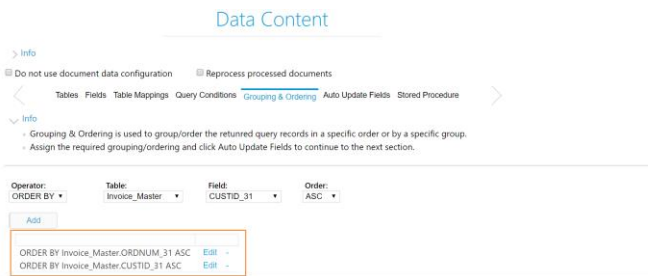 Data Content
Info
Do not use document data configuration Reprocess processed documents
Tables Fields Table Mappings Query Conditions Grouping & Ordering Auto Update Fields Stored Procedure
Info
- Grouping & Ordering is used to group/order the returnred query records in a specific order or by a specific group.
- Assign the required grouping/ordering and click Auto Update Fields to continue to the next section.
Operator: Table: Field: Order:
ORDER BY Invoice_Master CUSTID_31 ASC
Add
ORDER BY Invoice_Master.ORDNUM_31 ASC Edit -
ORDER BY Invoice_Master.CUSTID_31 ASC Edit -